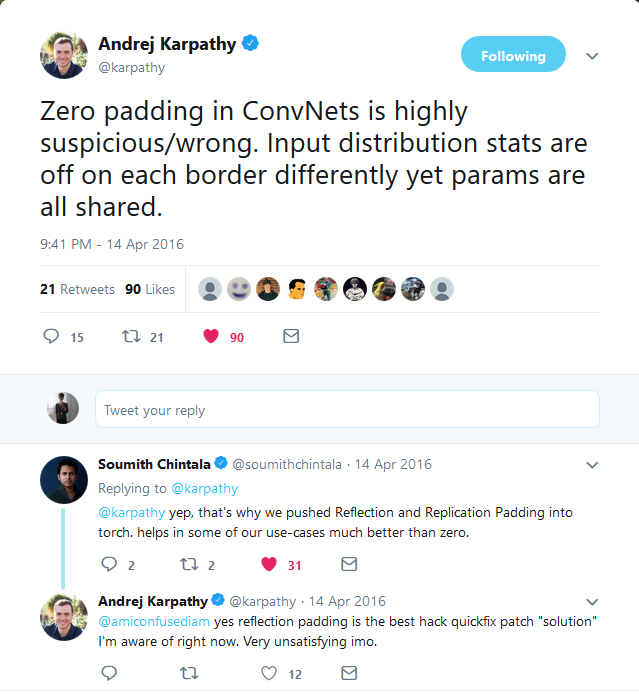 Andrej Karpathy
@karpathy
Following
Zero padding in ConvNets is highly
suspicious/wrong. Input distribution stats are
off on each border differently yet params are
all shared.
9:41 PM - 14 Apr 2016
21 Retweets 90 Likes
15 21 90
Tweet your reply
Soumith Chintala @soumithchintala · 14 Apr 2016
Replying to @karpathy
@karpathy yep, that's why we pushed Reflection and Replication Padding into
torch. helps in some of our use-cases much better than zero.
2 2 31
Andrej Karpathy @karpathy · 14 Apr 2016
@amiconfusediam yes reflection padding is the best hack quickfix patch "solution"
I'm aware of right now. Very unsatisfying imo.
12